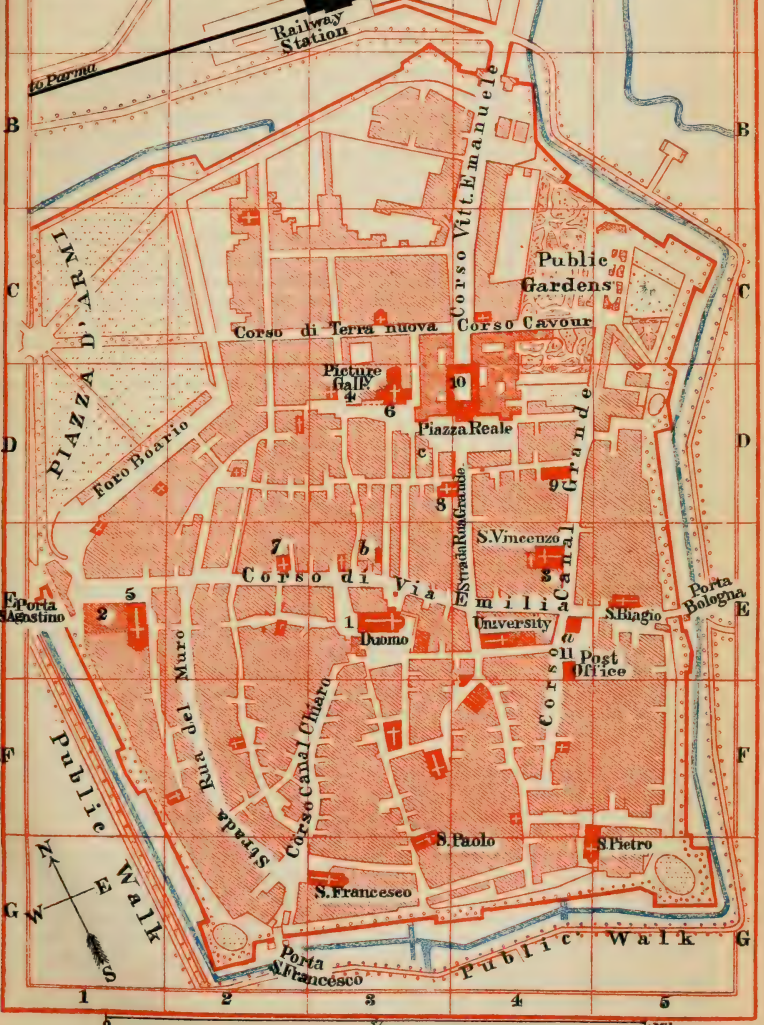 Railway
Station
to Parma
B
B
Corso Vitt. Emanuele
PIAZZA D'ARMI
Public
Gardens
C
C
Corso di Terra nuova
Corso Cavour
Picture
Gall.y
4
6
10
Piazza Reale
D
D
Foro Boario
c
8
9
Strada Rua Grande
Corso Canal Grande
S. Vincenzo
3
7
b
Corso di Via Emilia
E
Porta
S. Agostino
2
5
1
Duomo
University
a
S. Biagio
Porta
Bologna
E
11
Post
Office
Strada Rua del Muro
Corso Canal Chiaro
F
F
Public Walk
S. Paolo
S. Pietro
S. Francesco
N
W
E
S
G
G
Porta
S. Francesco
Public Walk
1
2
3
4
5